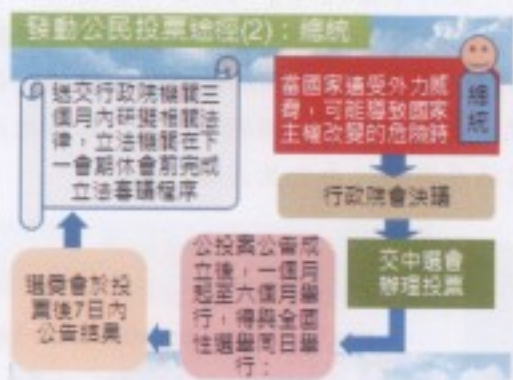 發動公民投票途徑(2)：總統
總統
當國家遭受外力威
脅，可能導致國家
主權改變的危險時
行政院會決議
交中選會
辦理投票
公投案公告成
立後，一個月
起至六個月舉
行，得與全國
性選舉同日舉
行；
選委會於投
票後7日內
公告結果
送交行政院機關三
個月內研擬相關法
律，立法機關在下
一會期休會前完成
立法審議程序